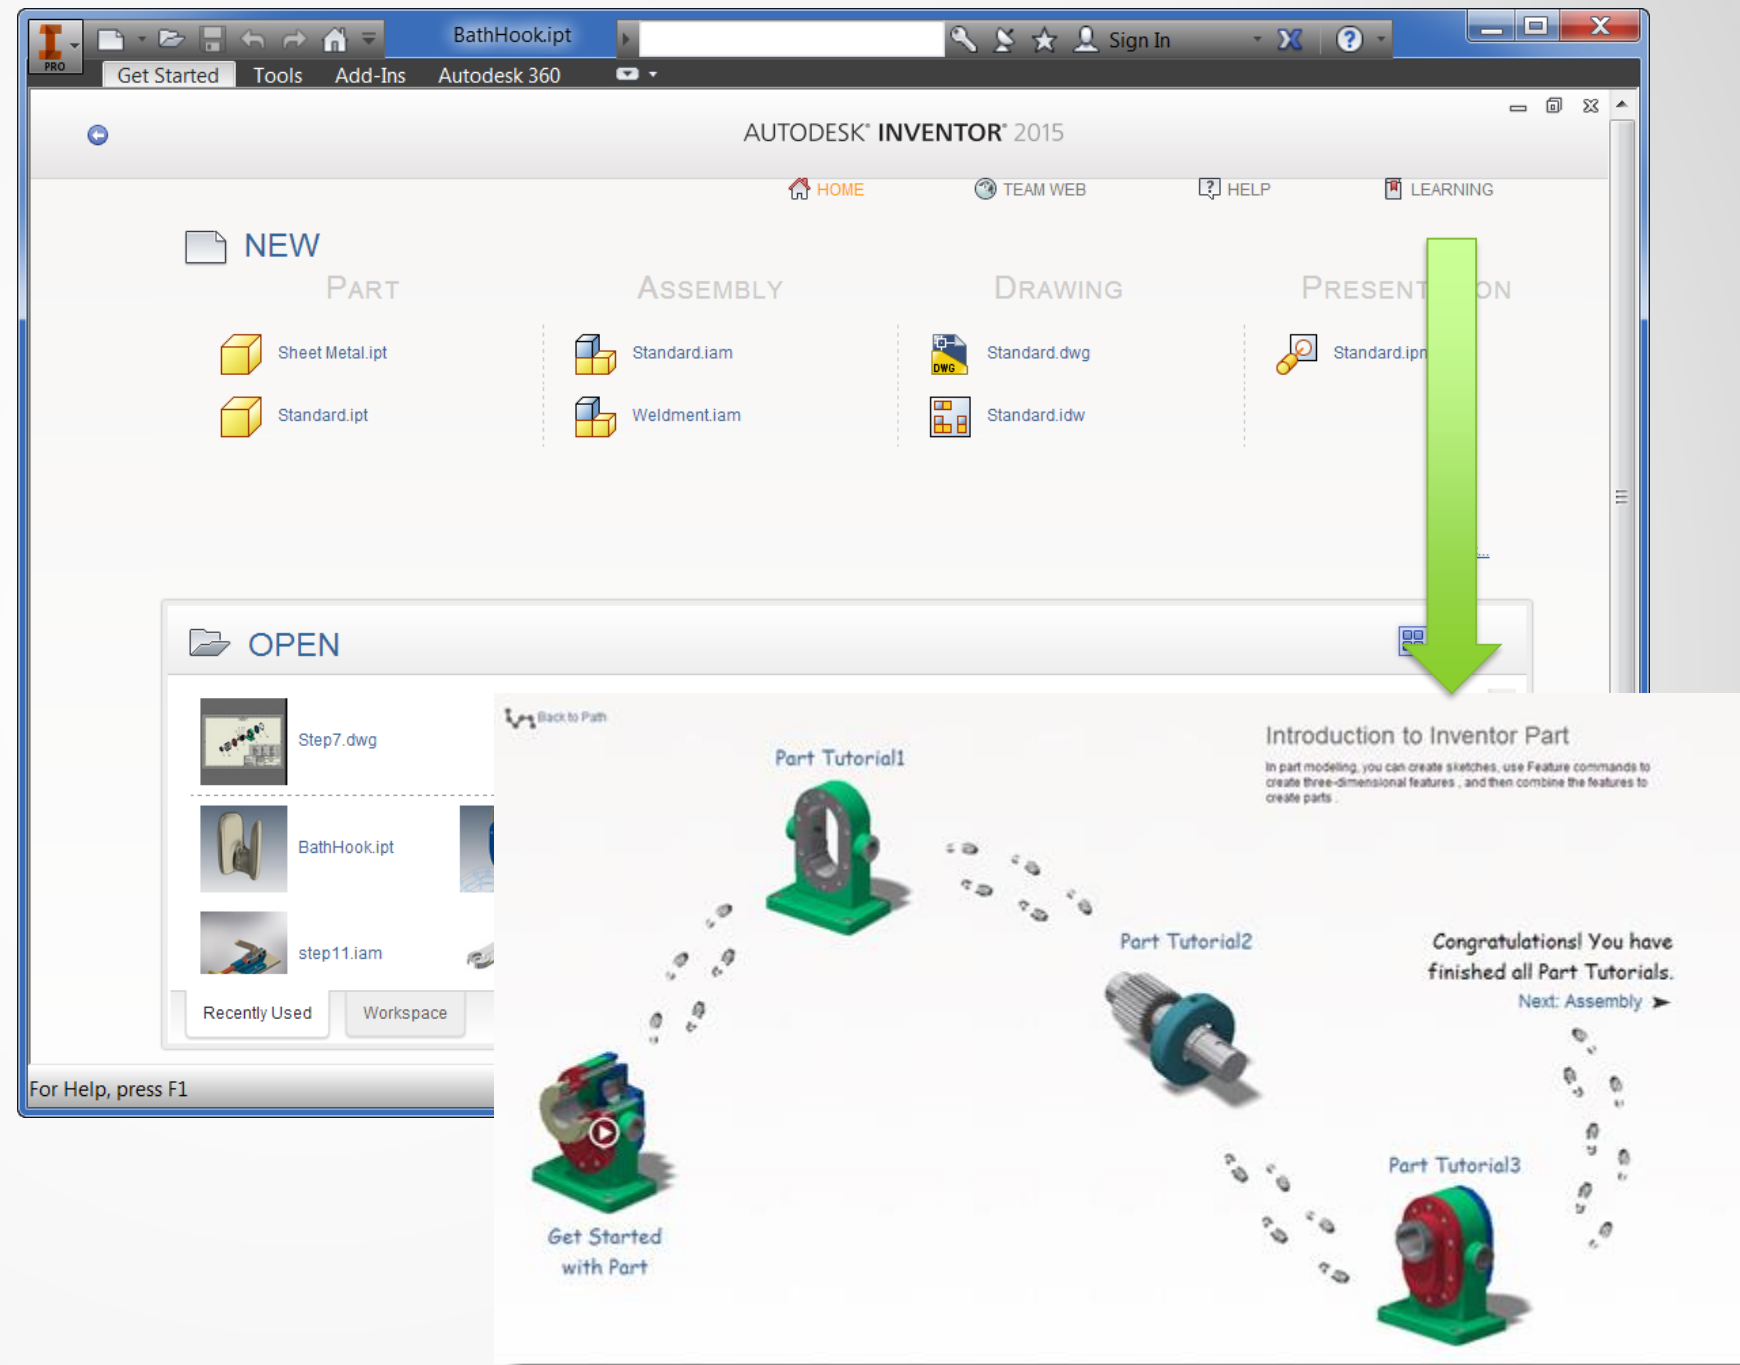 BathHook.ipt
Sign In
PRO
Get Started Tools Add-Ins Autodesk 360
AUTODESK® INVENTOR® 2015
HOME TEAM WEB HELP LEARNING
NEW
PART ASSEMBLY DRAWING
Sheet Metal.ipt Standard.iam Standard.dwg
DWG
Standard.ipt Weldment.iam Standard.idw
OPEN
Step7.dwg
BathHook.ipt
step11.iam
Recently Used Workspace
For Help, press F1
Back to Path
Introduction to Inventor Part
In part modeling, you can create sketches, use Feature commands to
create three-dimensional features , and then combine the features to
create parts .
Part Tutorial1
Part Tutorial2
Congratulations! You have
finished all Part Tutorials.
Next: Assembly
Part Tutorial3
Get Started
with Part